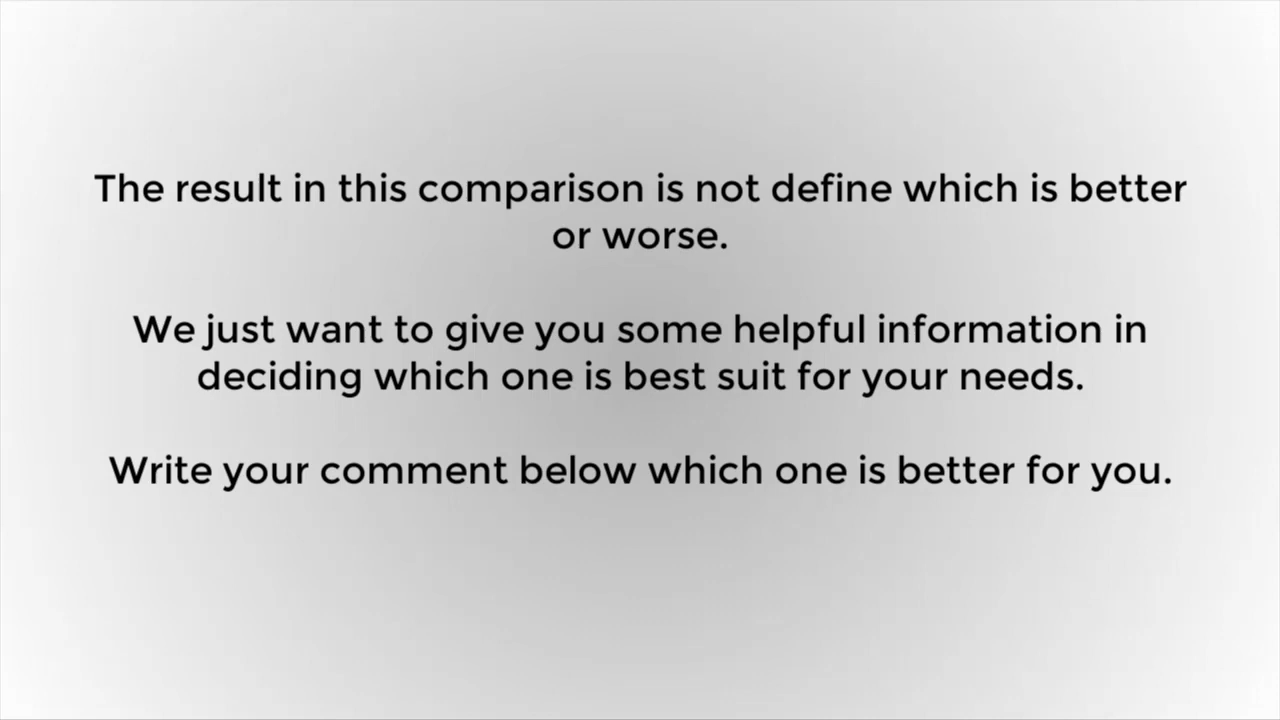 The result in this comparison is not define which is better
or worse.
We just want to give you some helpful information in
deciding which one is best suit for your needs.
Write your comment below which one is better for you.